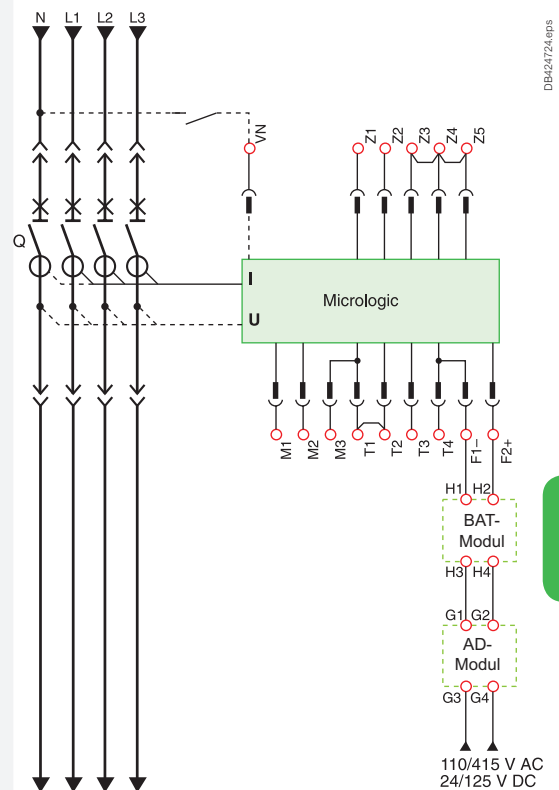 N L1 L2 L3
DB424724.eps
VN
Z1 Z2 Z3 Z4 Z5
Q
I
Micrologic
U
M1 M2 M3 T1 T2 T3 T4 F1– F2+
H1 H2
BAT-
Modul
H3 H4
G1 G2
AD-
Modul
G3 G4
110/415 V AC
24/125 V DC